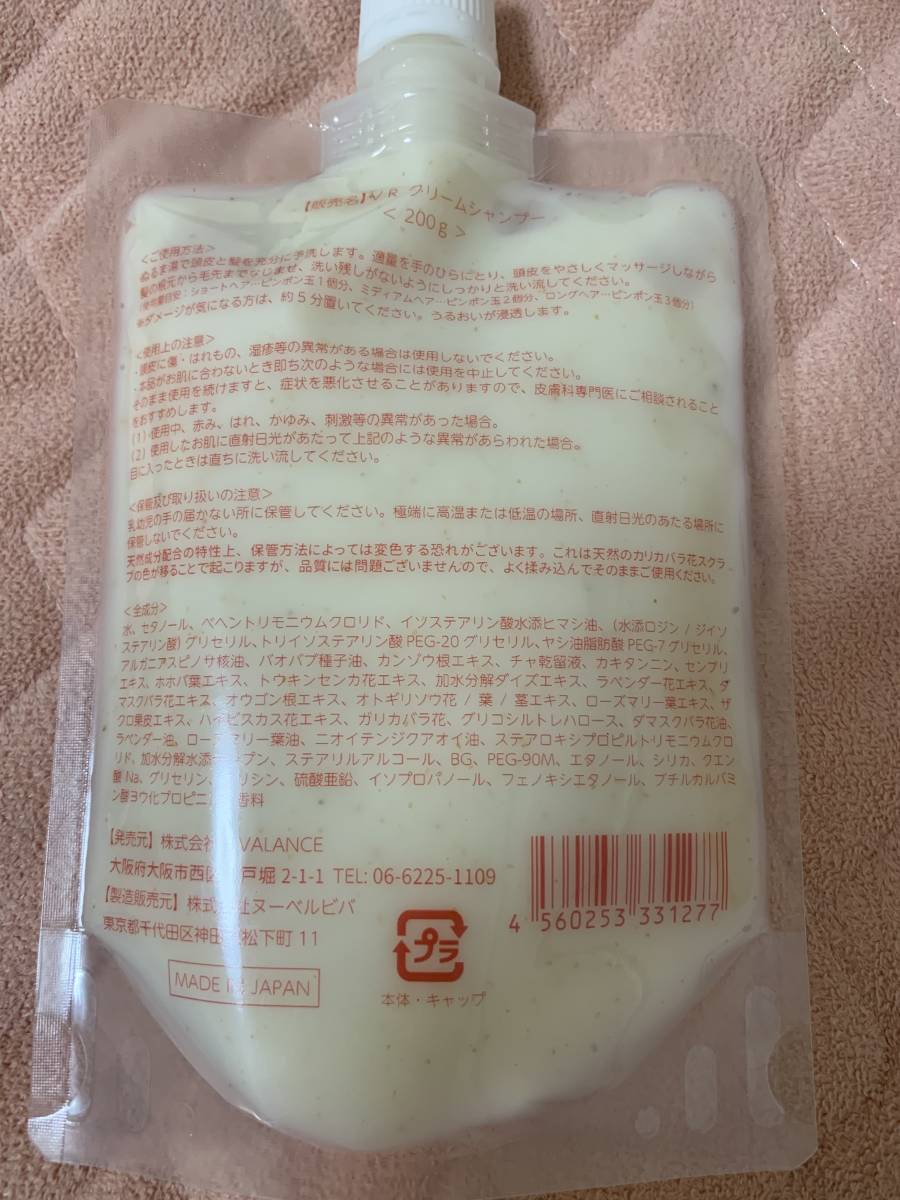 【販売名】V R クリームシャンプー
< 200g >
<ご使用方法>
ぬるま湯で頭皮と髪を充分に予洗します。適量を手のひらにとり、頭皮をやさしくマッサージしながら
髪の根元から毛先までなじませ、洗い残しがないようにしっかりと洗い流してください。
(使用量目安:ショートヘア…ピンポン玉1個分、ミディアムヘア…ピンポン玉2個分、ロングヘア…ピンポン玉3個分)
※ダメージが気になる方は、約5分置いてください。うるおいが浸透します。
<使用上の注意>
・頭皮に傷・はれもの、湿疹等の異常がある場合は使用しないでください。
・本品がお肌に合わないとき即ち次のような場合には使用を中止してください。
そのまま使用を続けますと、症状を悪化させることがありますので、皮膚科専門医にご相談されること
をおすすめします。
(1) 使用中、赤み、はれ、かゆみ、刺激等の異常があった場合。
(2) 使用したお肌に直射日光があたって上記のような異常があらわれた場合。
目に入ったときは直ちに洗い流してください。
<保管及び取り扱いの注意>
乳幼児の手の届かない所に保管してください。極端に高温または低温の場所、直射日光のあたる場所に
保管しないでください。
天然成分配合の特性上、保管方法によっては変色する恐れがございます。これは天然のカリカバラ花スクラ
ブの色が移ることで起こりますが、品質には問題ございませんので、よく揉み込んでそのままご使用ください。
<全成分>
水、セタノール、ベヘントリモニウムクロリド、イソステアリン酸水添ヒマシ油、(水添ロジン / ジイソ
ステアリン酸) グリセリル、トリイソステアリン酸 PEG-20 グリセリル、ヤシ油脂肪酸 PEG-7 グリセリル、
アルガニアスピノサ核油、バオバブ種子油、カンゾウ根エキス、チャ乾留液、カキタンニン、センブリ
エキス、ホホバ葉エキス、トウキンセンカ花エキス、加水分解ダイズエキス、ラベンダー花エキス、ダ
マスクバラ花エキス、オウゴン根エキス、オトギリソウ花 / 葉 / 茎エキス、ローズマリー葉エキス、ザ
クロ果皮エキス、ハイビスカス花エキス、ガリカバラ花、グリコシルトレハロース、ダマスクバラ花油、
ラベンダー油、ローズマリー葉油、ニオイテンジクアオイ油、ステアロキシプロピルトリモニウムクロ
リド、加水分解水添デンプン、ステアリルアルコール、BG、PEG-90M、エタノール、シリカ、クエン
酸 Na、グリセリン、リシン、硫酸亜鉛、イソプロパノール、フェノキシエタノール、ブチルカルバミ
ン酸ヨウ化プロピニル、香料
【発売元】株式会社 VALANCE
大阪府大阪市西区 戸堀 2-1-1 TEL: 06-6225-1109
【製造販売元】株式会社ヌーベルビバ
東京都千代田区神田 松下町 11
4 560253 331277
プラ
本体・キャップ
MADE IN JAPAN